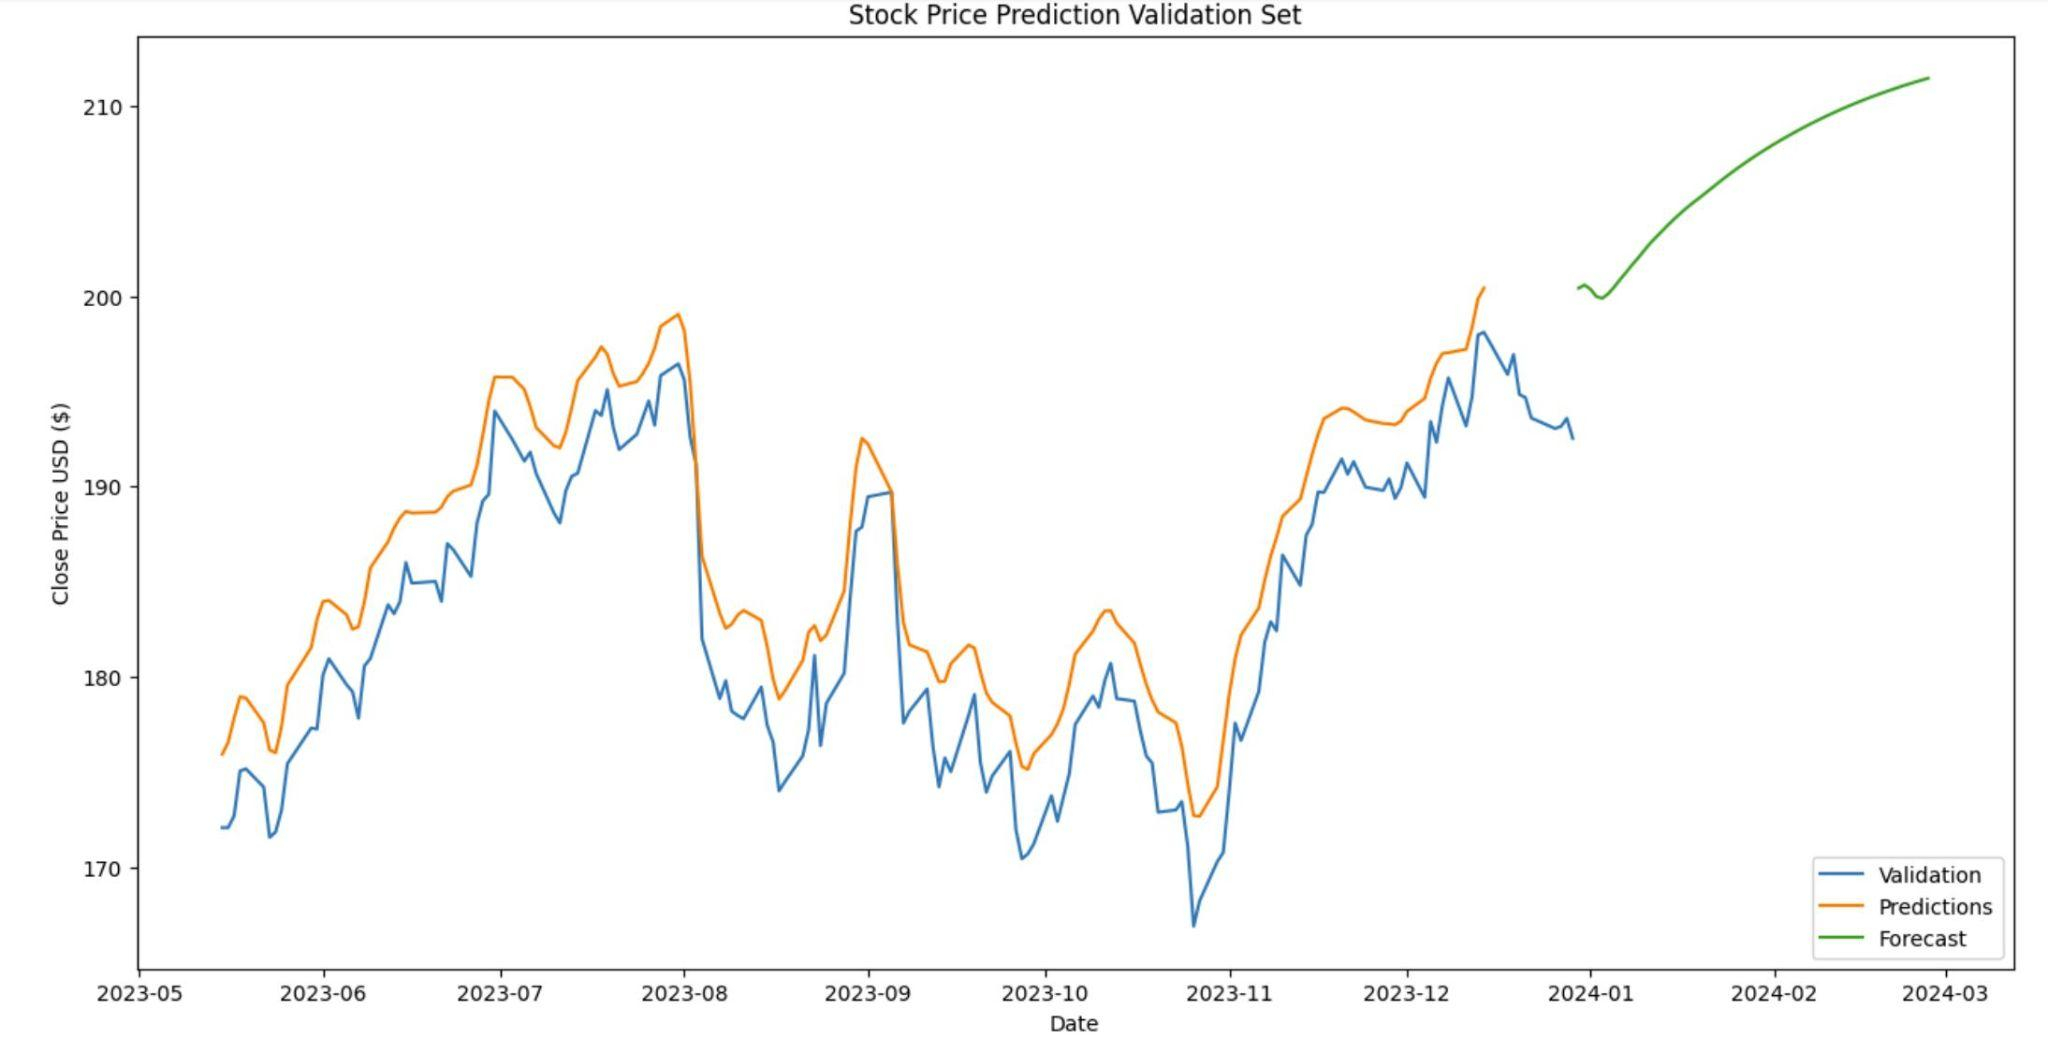 Stock Price Prediction Validation Set
Close Price USD ($)
210
200
190
180
170
2023-05 2023-06 2023-07 2023-08 2023-09 2023-10 2023-11 2023-12 2024-01 2024-02 2024-03
Date
Validation
Predictions
Forecast